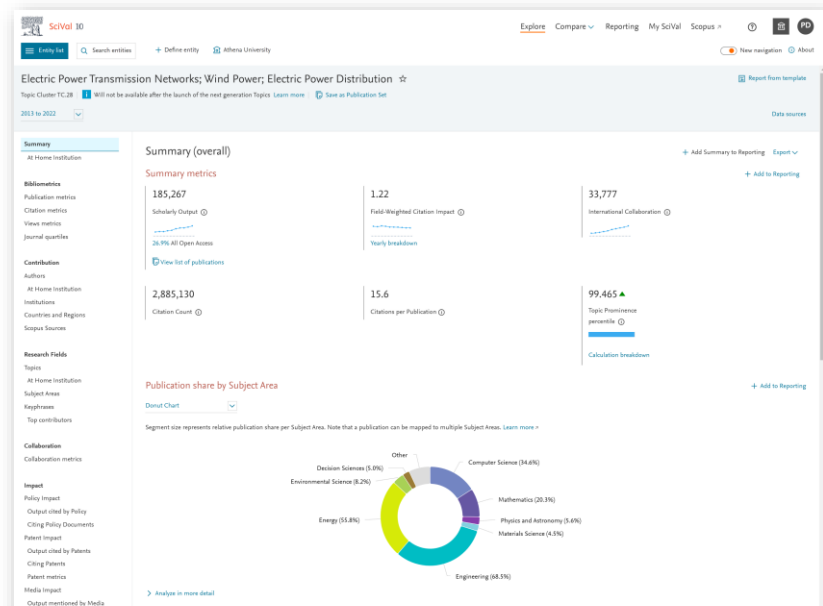 SciVal 10
Explore Compare Reporting My SciVal Scopus PD
Entity list Search entities + Define entity Athena University New navigation About
Electric Power Transmission Networks; Wind Power; Electric Power Distribution
Report from template
Topic Cluster TC.28 Will not be available after the launch of the next generation Topics Learn more Save as Publication Set
2013 to 2022
Data sources
Summary
At Home Institution
Bibliometrics
Publication metrics
Citation metrics
Views metrics
Journal quartiles
Contribution
Authors
At Home Institution
Institutions
Countries and Regions
Scopus Sources
Research Fields
Topics
At Home Institution
Subject Areas
Keyphrases
Top contributors
Collaboration
Collaboration metrics
Impact
Policy Impact
Output cited by Policy
Citing Policy Documents
Patent Impact
Output cited by Patents
Citing Patents
Patent metrics
Media Impact
Output mentioned by Media
Summary (overall)
+ Add Summary to Reporting Export
Summary metrics
+ Add to Reporting
185,267
Scholarly Output
26.9% All Open Access
View list of publications
1.22
Field-Weighted Citation Impact
Yearly breakdown
33,777
International Collaboration
2,885,130
Citation Count
15.6
Citations per Publication
99.465
Topic Prominence
percentile
Calculation breakdown
Publication share by Subject Area
+ Add to Reporting
Donut Chart
Segment size represents relative publication share per Subject Area. Note that a publication can be mapped to multiple Subject Areas. Learn more
Other
Computer Science (34.6%)
Decision Sciences (5.0%)
Environmental Science (8.2%)
Mathematics (20.3%)
Energy (55.8%)
Physics and Astronomy (5.6%)
Materials Science (4.5%)
Engineering (68.5%)
Analyze in more detail